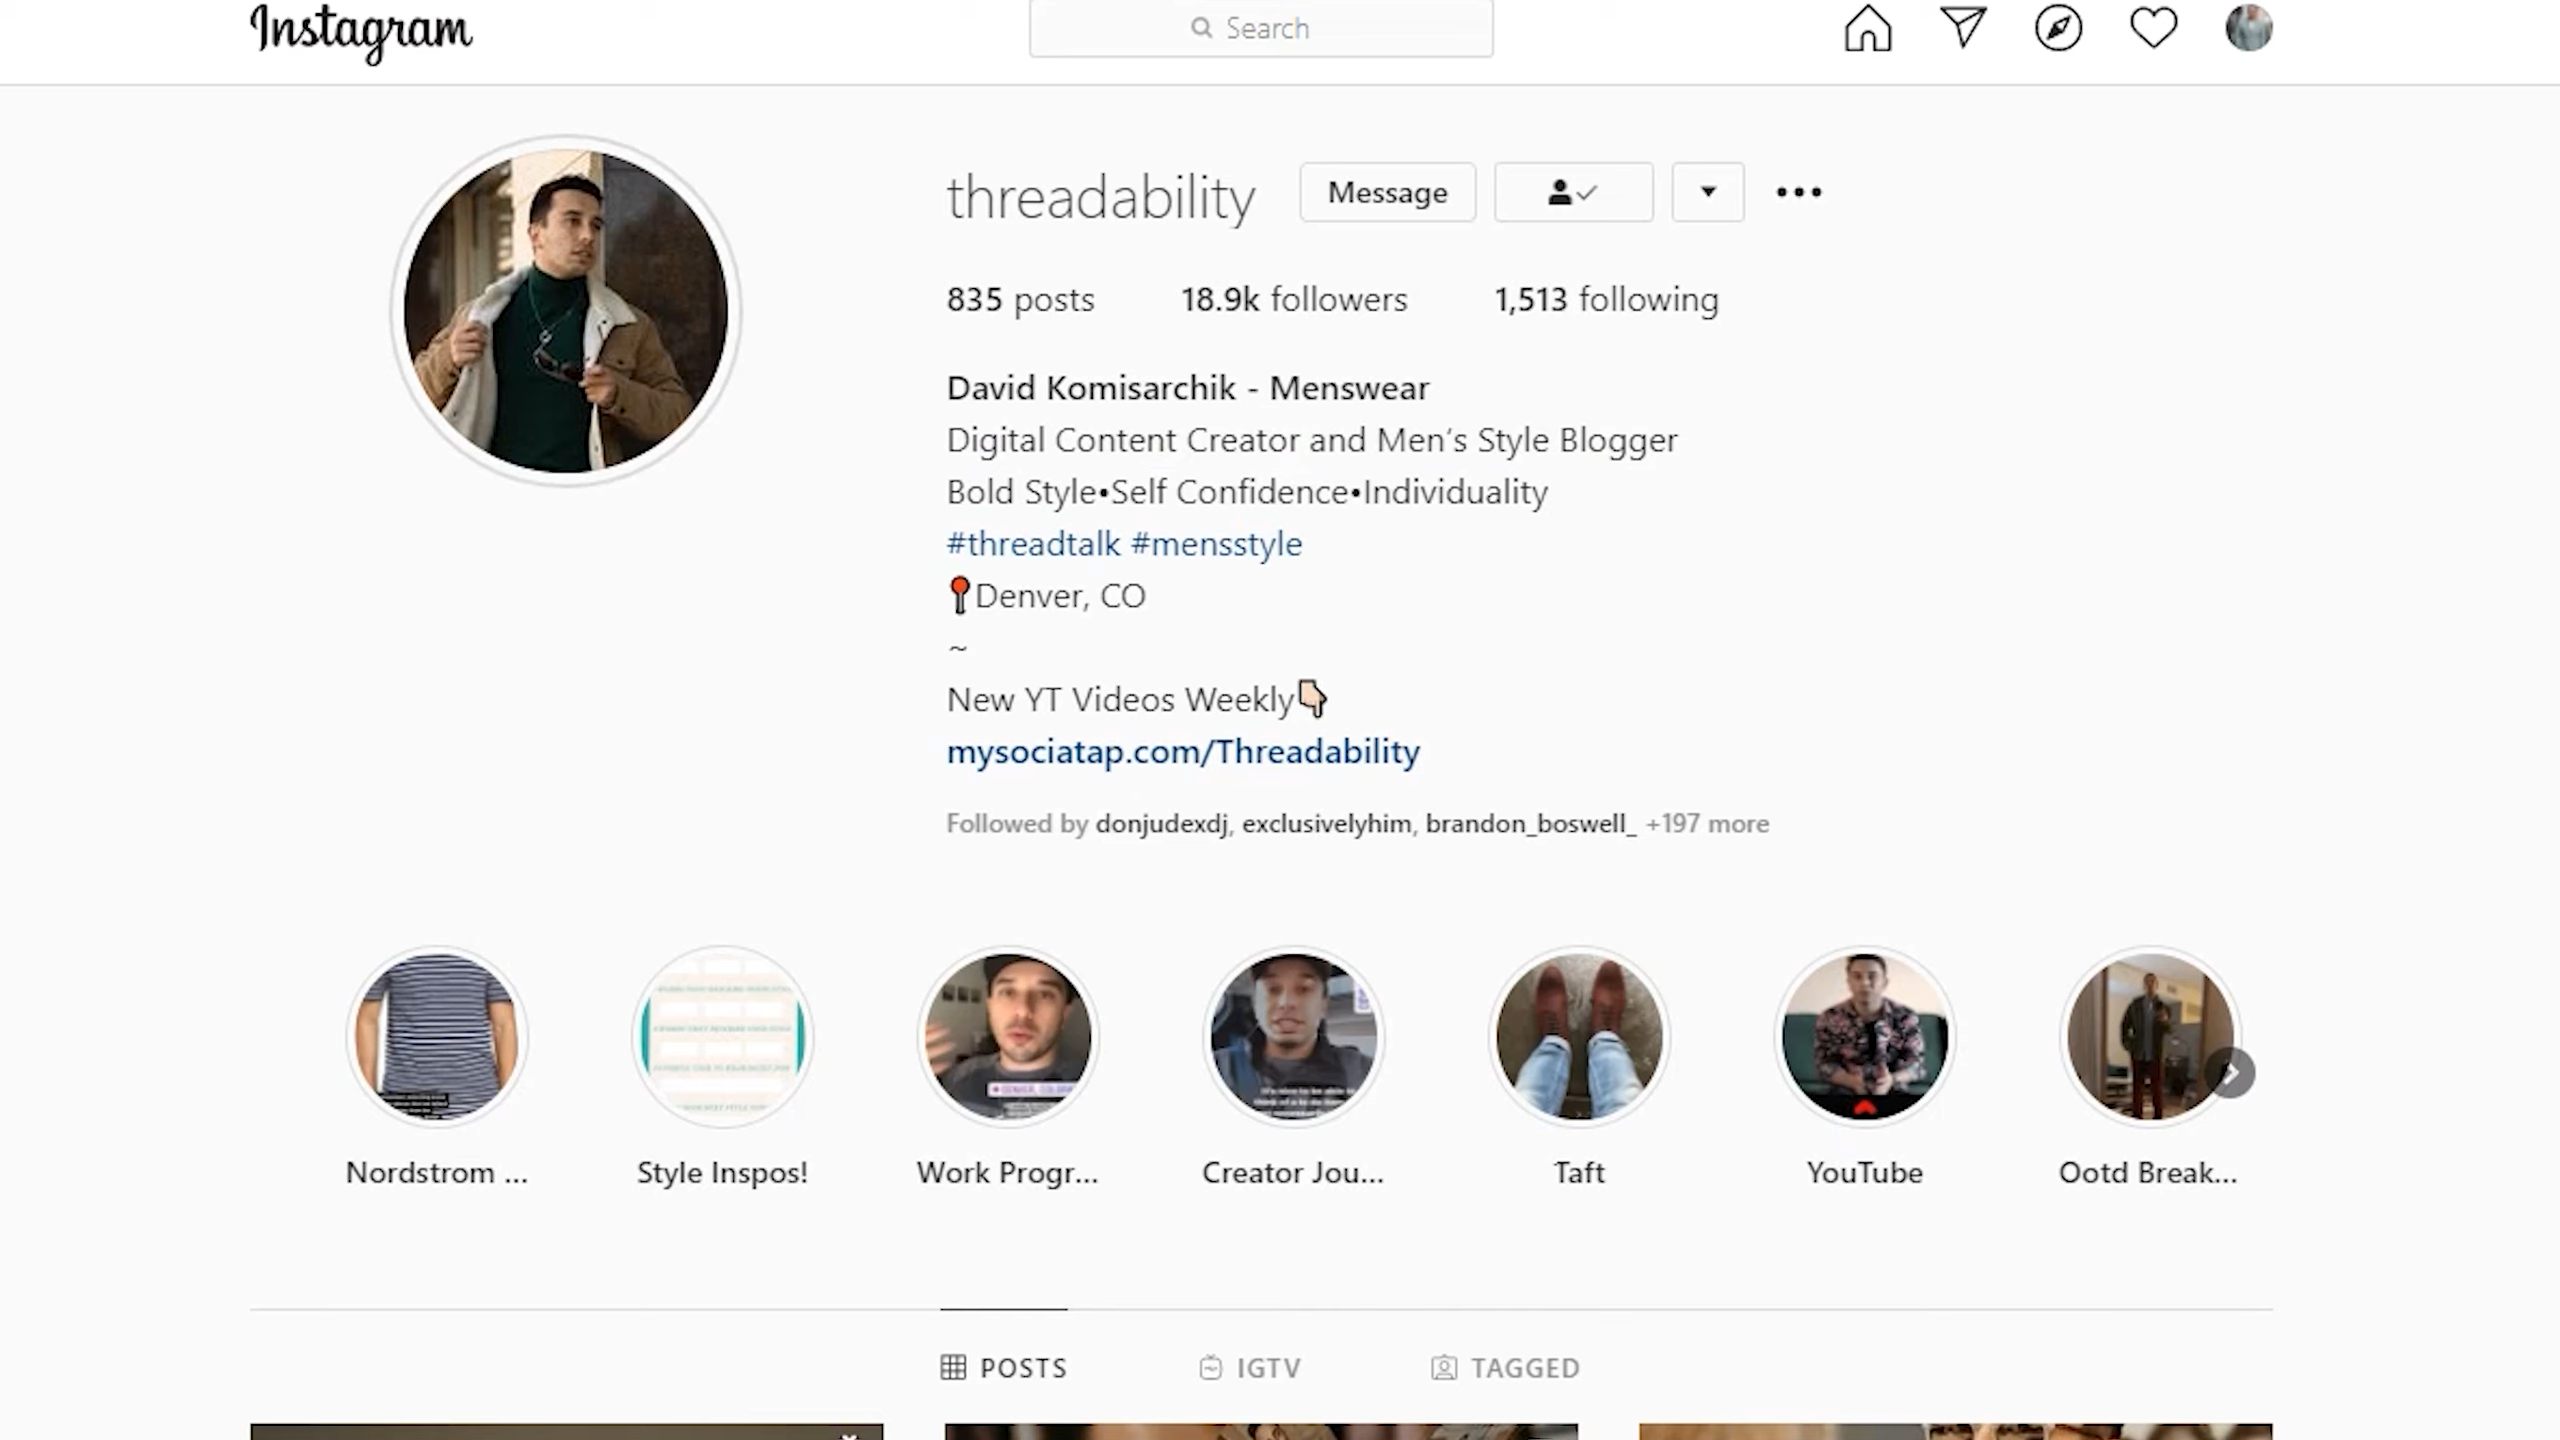 Instagram
Search
threadability
Message
835 posts 18.9k followers 1,513 following
David Komisarchik - Menswear
Digital Content Creator and Men's Style Blogger
Bold Style•Self Confidence•Individuality
#threadtalk #mensstyle
📍Denver, CO
~
New YT Videos Weekly👇🏻
mysociatap.com/Threadability
Followed by donjudexdj, exclusivelyhim, brandon_boswell_ +197 more
Nordstrom ...
Style Inspos!
Work Progr...
Creator Jou...
Taft
YouTube
Ootd Break...
POSTS
IGTV
TAGGED